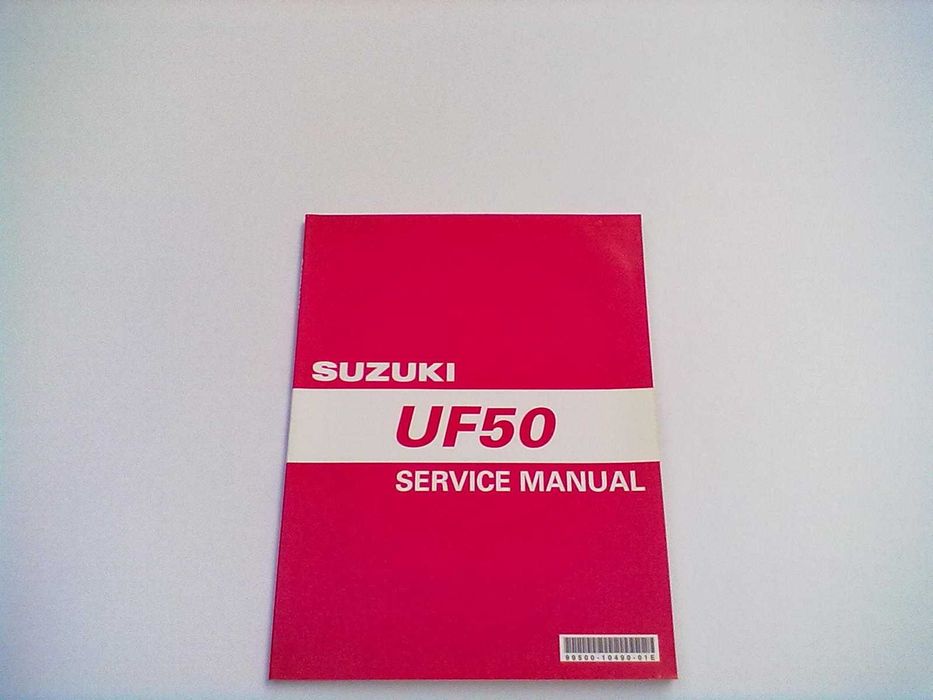 SUZUKI
UF50
SERVICE MANUAL
99500-10490-01E